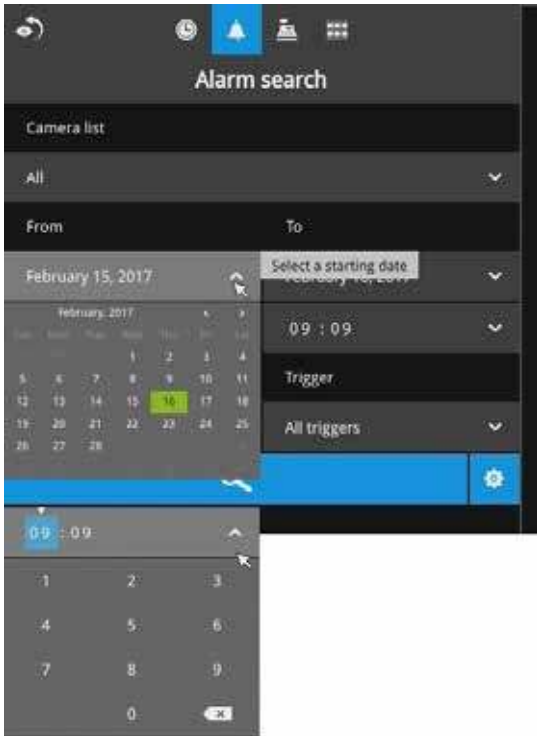 Alarm search
Camera list
All
From To
February 15, 2017
Select a starting date
February, 2017
09 : 09
1 2 3 4
5 6 7 8 9 10 11
Trigger
12 13 14 15 16 17 18
19 20 21 22 23 24 25
All triggers
26 27 28
09 : 09
1 2 3
4 5 6
7 8 9
0